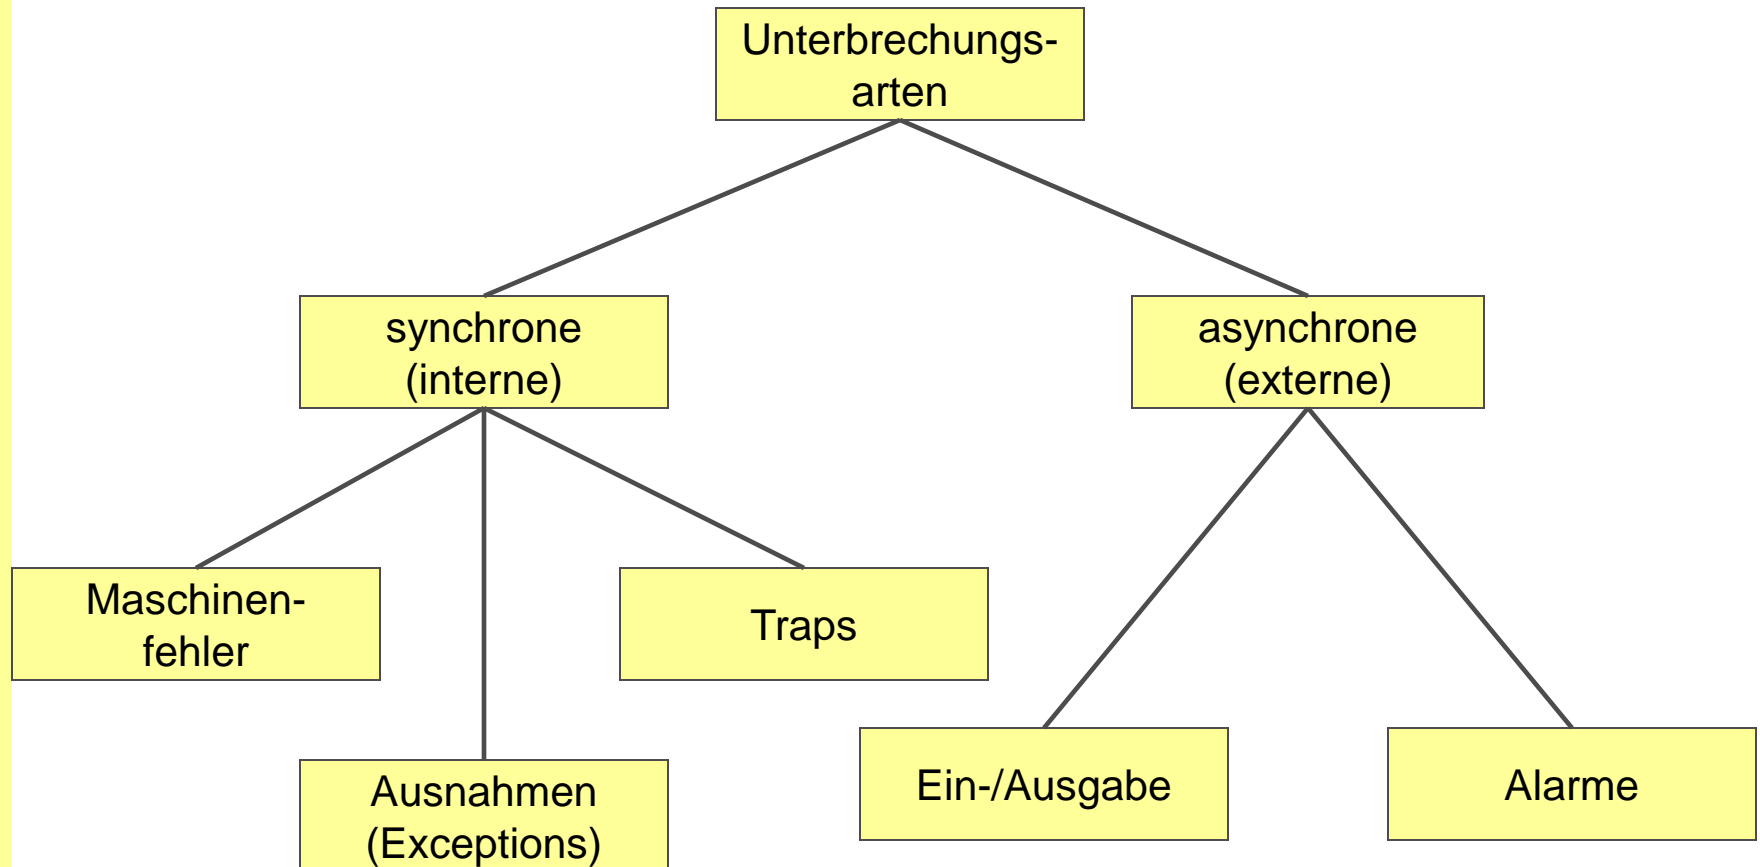 Unterbrechungs-
arten
synchrone
(interne)
asynchrone
(externe)
Maschinen-
fehler
Traps
Ausnahmen
(Exceptions)
Ein-/Ausgabe
Alarme